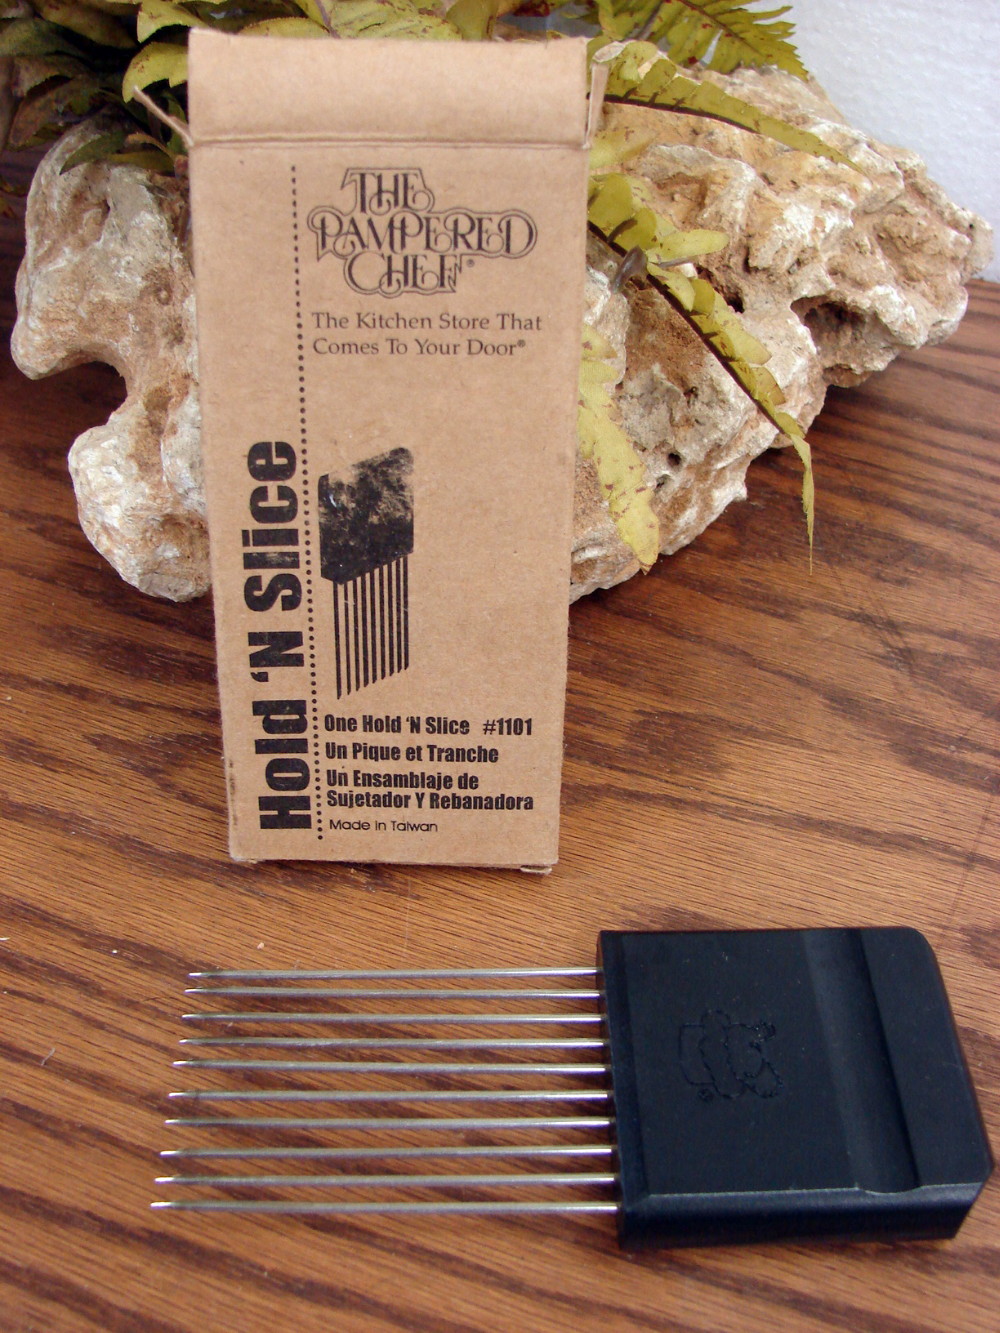 THE
PAMPERED
CHEF®
The Kitchen Store That
Comes To Your Door®
Hold 'N Slice
One Hold 'N Slice #1101
Un Pique et Tranche
Un Ensamblaje de
Sujetador Y Rebanadora
Made in Taiwan